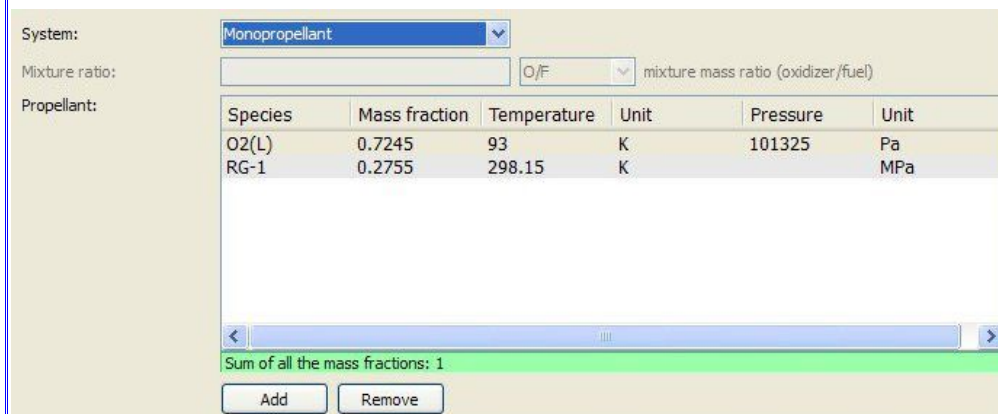 System: Monopropellant
Mixture ratio: O/F mixture mass ratio (oxidizer/fuel)
Propellant:
Species Mass fraction Temperature Unit Pressure Unit
O2(L) 0.7245 93 K 101325 Pa
RG-1 0.2755 298.15 K MPa
Sum of all the mass fractions: 1
Add Remove